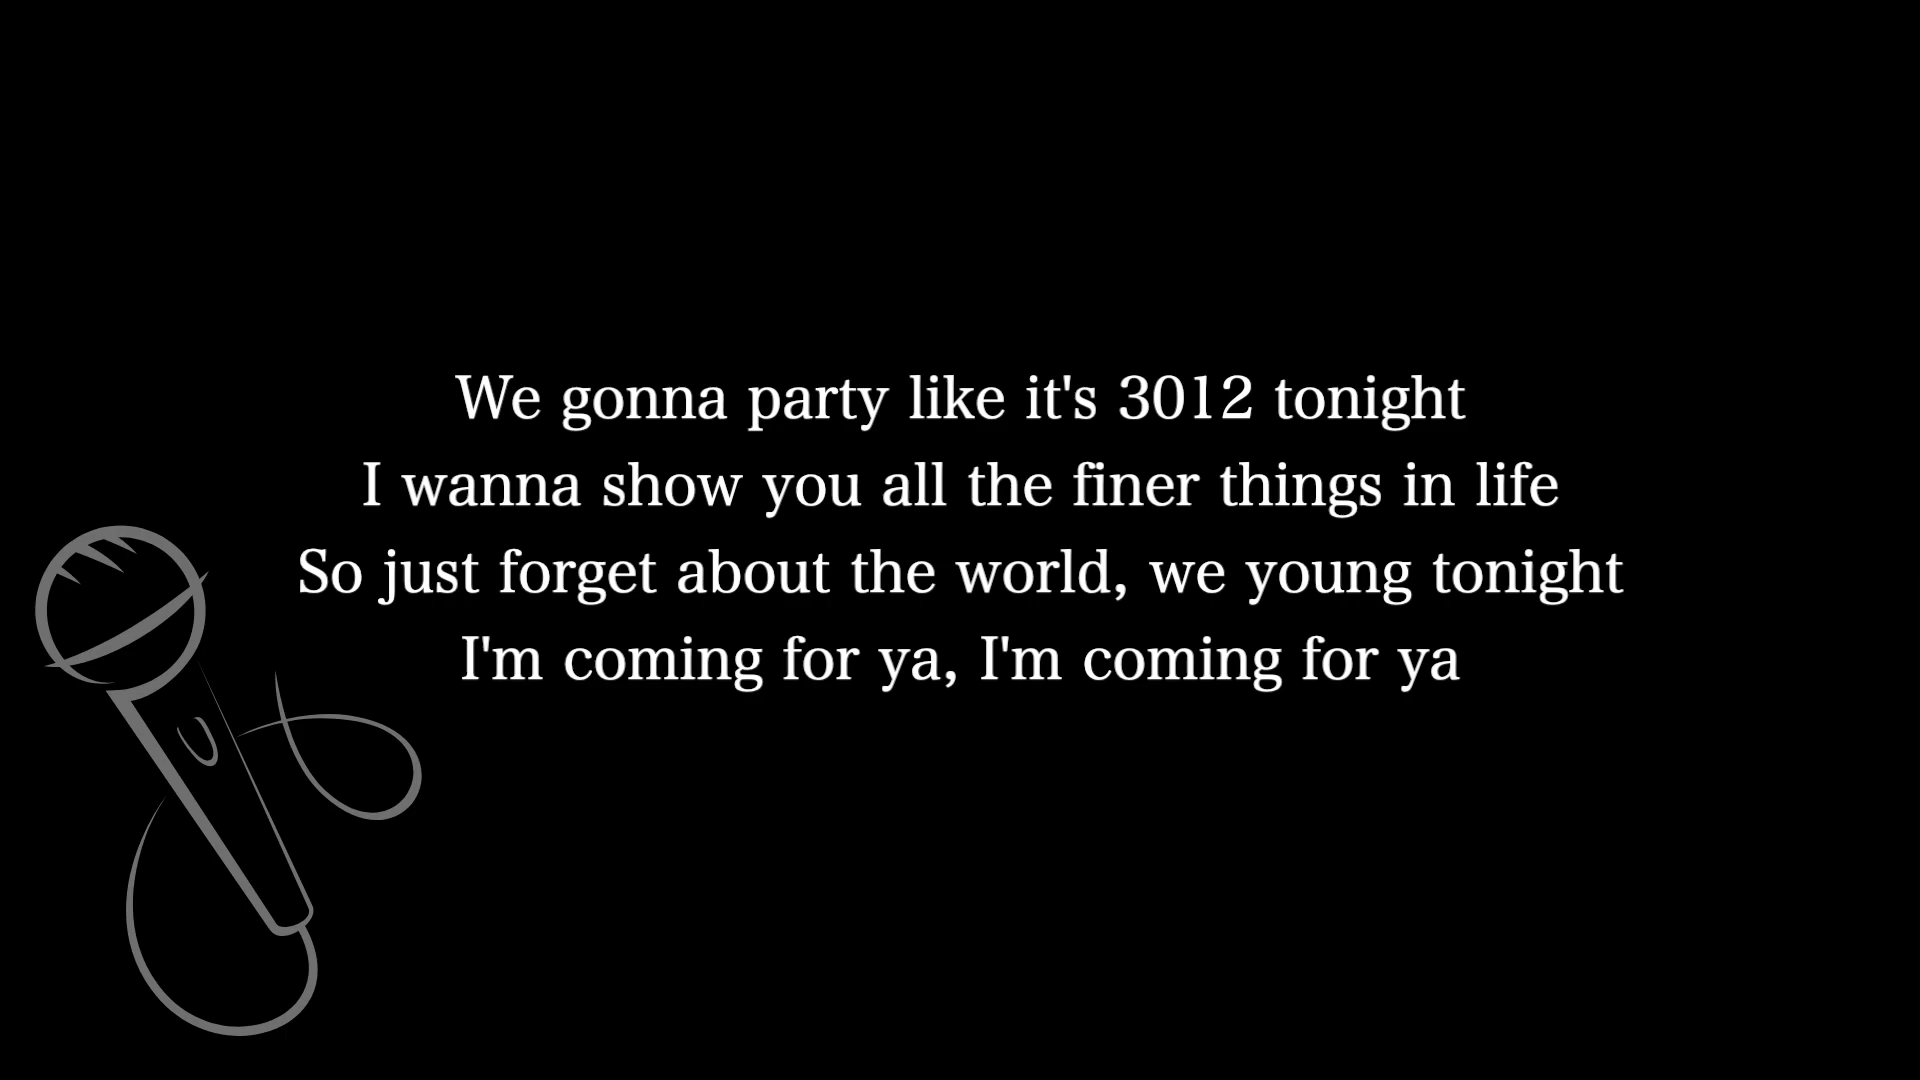 We gonna party like it's 3012 tonight
I wanna show you all the finer things in life
So just forget about the world, we young tonight
I'm coming for ya, I'm coming for ya